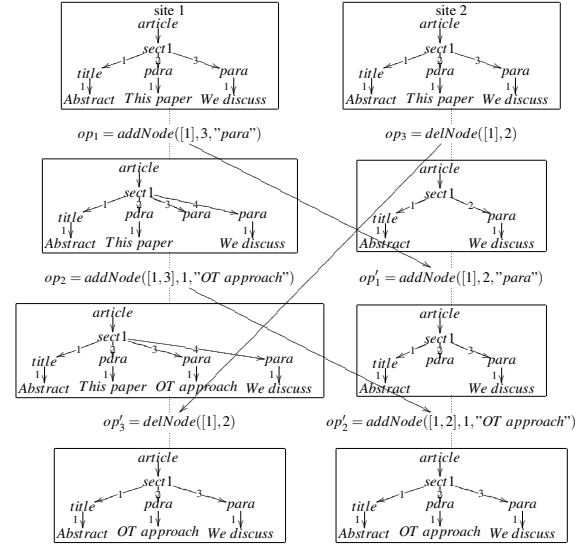 site 1
article
sect1
1 2 3
title para para
1 1 1
Abstract This paper We discuss
op1 = addNode([1],3,"para")
article
sect1
1 2 3 4
title para para para
1 1 1
Abstract This paper We discuss
op2 = addNode([1,3],1,"OT approach")
article
sect1
1 2 3 4
title para para para
1 1 1 1
Abstract This paper OT approach We discuss
op′3 = delNode([1],2)
article
sect1
1 2 3
title para para
1 1 1
Abstract OT approach We discuss
site 2
article
sect1
1 2 3
title para para
1 1 1
Abstract This paper We discuss
op3 = delNode([1],2)
article
sect1
1 2
title para
1 1
Abstract We discuss
op′1 = addNode([1],2,"para")
article
sect1
1 2 3
title para para
1 1
Abstract We discuss
op′2 = addNode([1,2],1,"OT approach")
article
sect1
1 2 3
title para para
1 1 1
Abstract OT approach We discuss